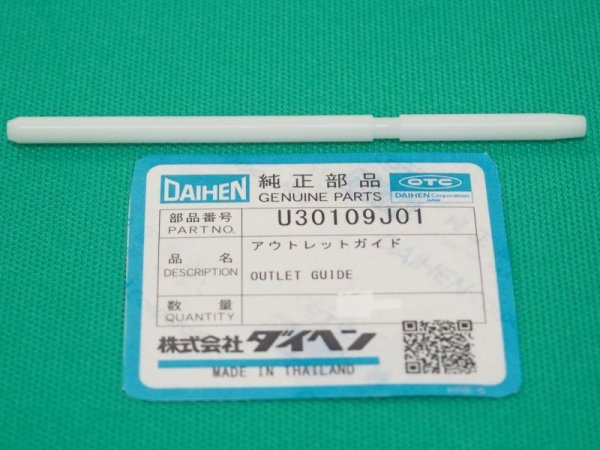 DAIHEN 純正部品 OTC
GENUINE PARTS DAIHEN Corporation
JAPAN
部品番号 U30109J01
PART NO.
アウトレットガイド
品名
DESCRIPTION OUTLET GUIDE
数量
QUANTITY
株式会社 ダイヘン
MADE IN THAILAND